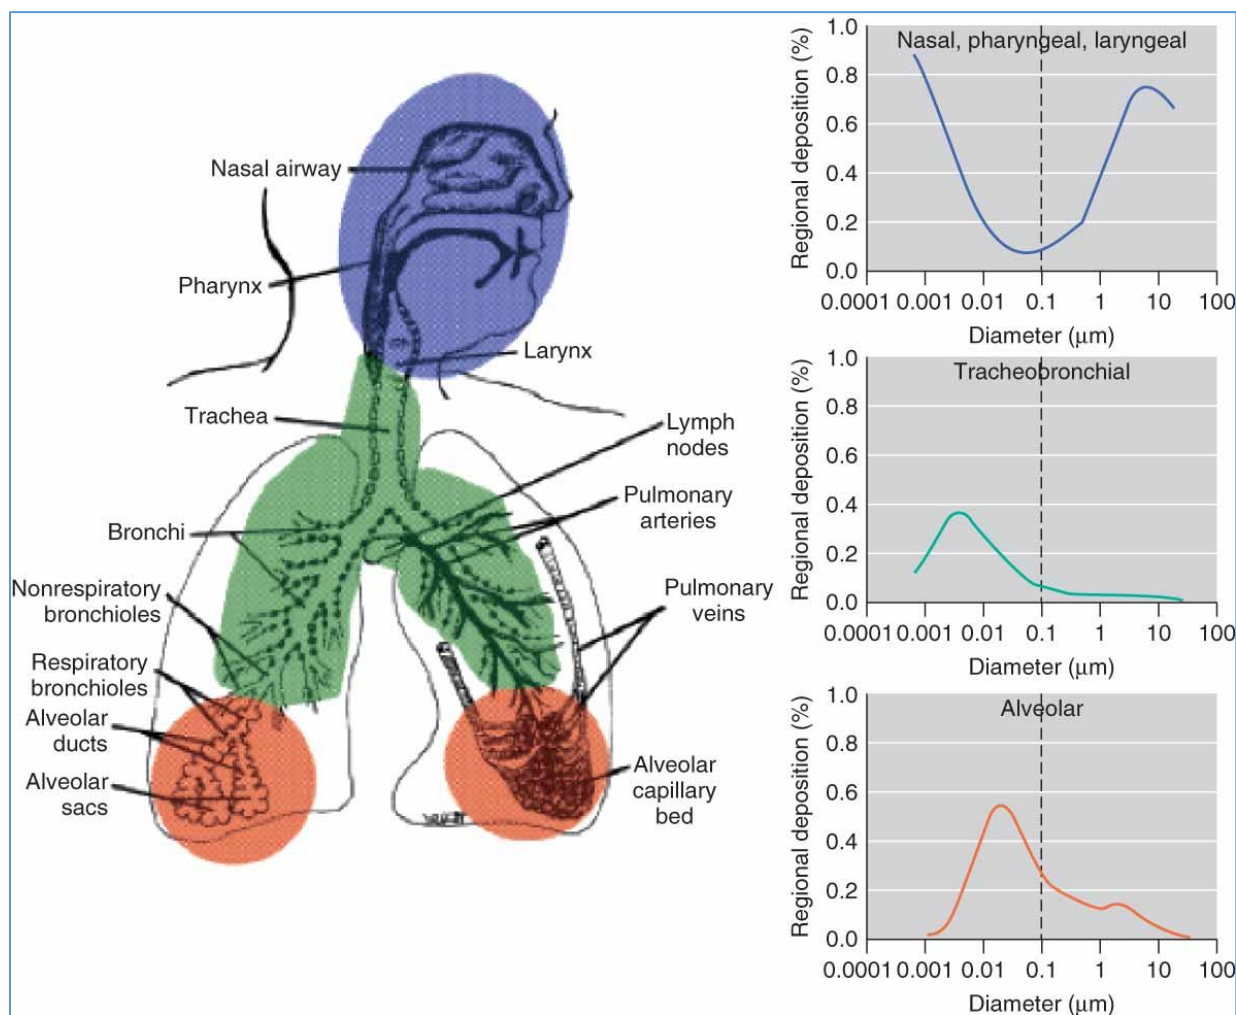 Nasal airway
Pharynx
Larynx
Trachea
Lymph
nodes
Pulmonary
arteries
Bronchi
Nonrespiratory
bronchioles
Pulmonary
veins
Respiratory
bronchioles
Alveolar
ducts
Alveolar
sacs
Alveolar
capillary
bed
Nasal, pharyngeal, laryngeal
Regional deposition (%)
1.0
0.8
0.6
0.4
0.2
0.0
0.0001 0.001 0.01 0.1 1 10 100
Diameter (μm)
Tracheobronchial
Regional deposition (%)
1.0
0.8
0.6
0.4
0.2
0.0
0.0001 0.001 0.01 0.1 1 10 100
Diameter (μm)
Alveolar
Regional deposition (%)
1.0
0.8
0.6
0.4
0.2
0.0
0.0001 0.001 0.01 0.1 1 10 100
Diameter (μm)